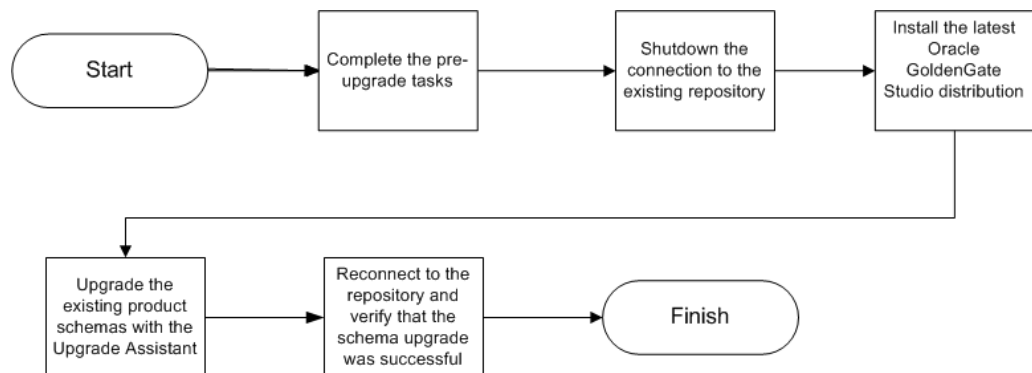 Start
Complete the pre-
upgrade tasks
Shutdown the
connection to the
existing repository
Install the latest
Oracle
GoldenGate
Studio distribution
Upgrade the
existing product
schemas with the
Upgrade Assistant
Reconnect to the
repository and
verify that the
schema upgrade
was successful
Finish